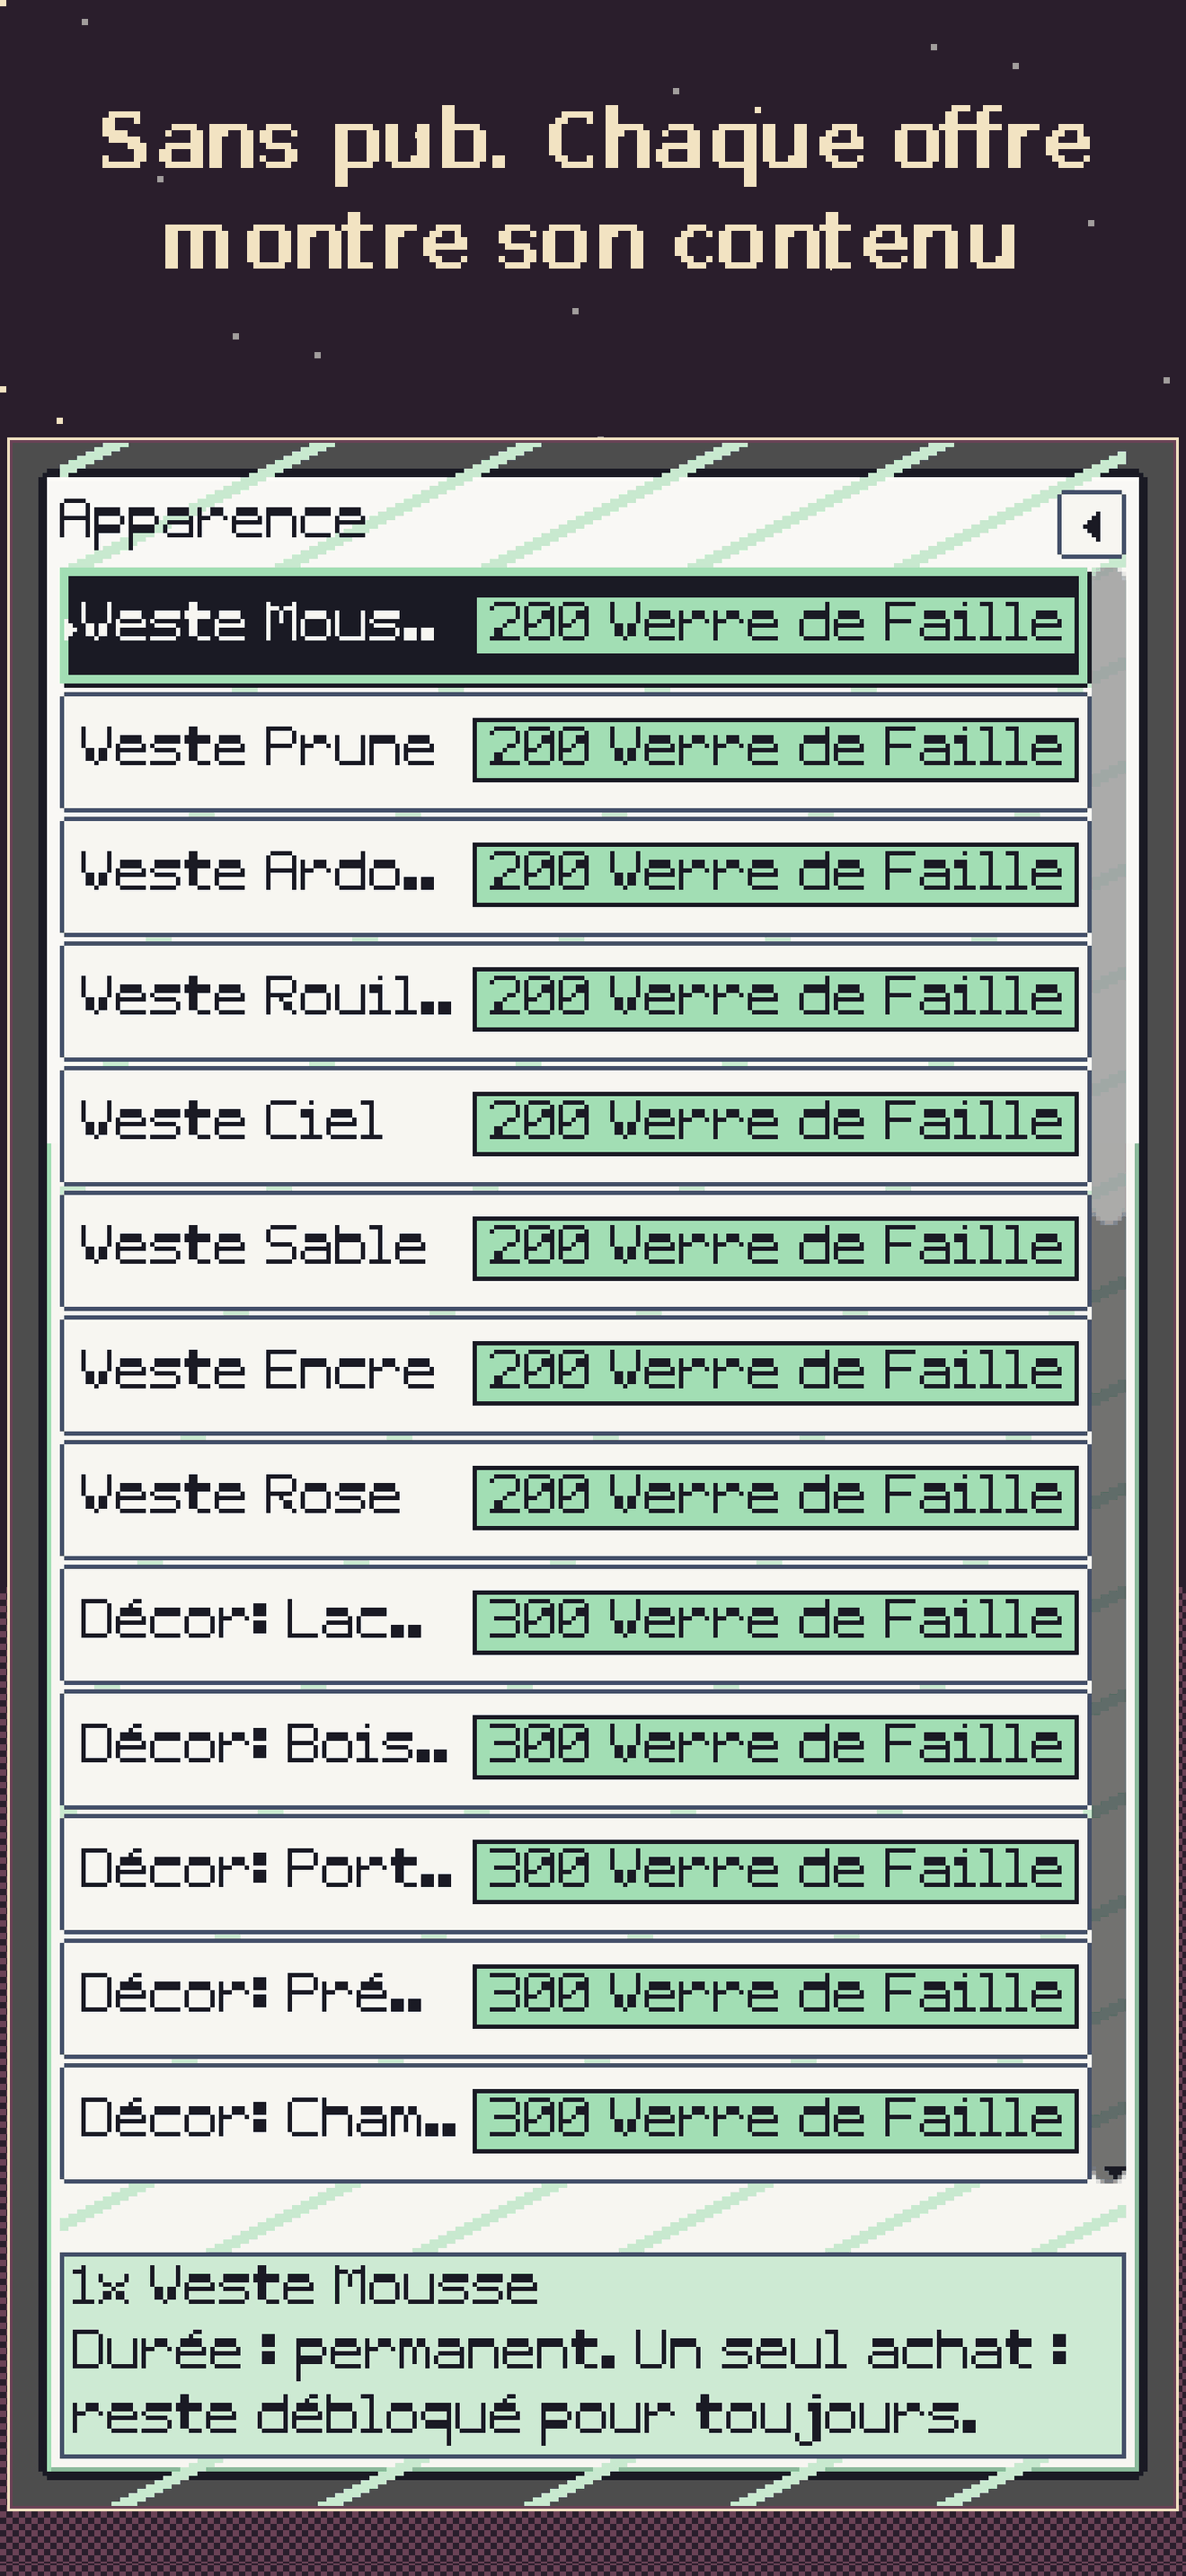 Sans pub. Chaque offre
montre son contenu
Apparence
Veste Mous.. 200 Verre de Faille
Veste Prune 200 Verre de Faille
Veste Ardo.. 200 Verre de Faille
Veste Rouil.. 200 Verre de Faille
Veste Ciel 200 Verre de Faille
Veste Sable 200 Verre de Faille
Veste Encre 200 Verre de Faille
Veste Rose 200 Verre de Faille
Décor: Lac.. 300 Verre de Faille
Décor: Bois.. 300 Verre de Faille
Décor: Port.. 300 Verre de Faille
Décor: Pré.. 300 Verre de Faille
Décor: Cham.. 300 Verre de Faille
1x Veste Mousse
Durée : permanent. Un seul achat :
reste débloqué pour toujours.